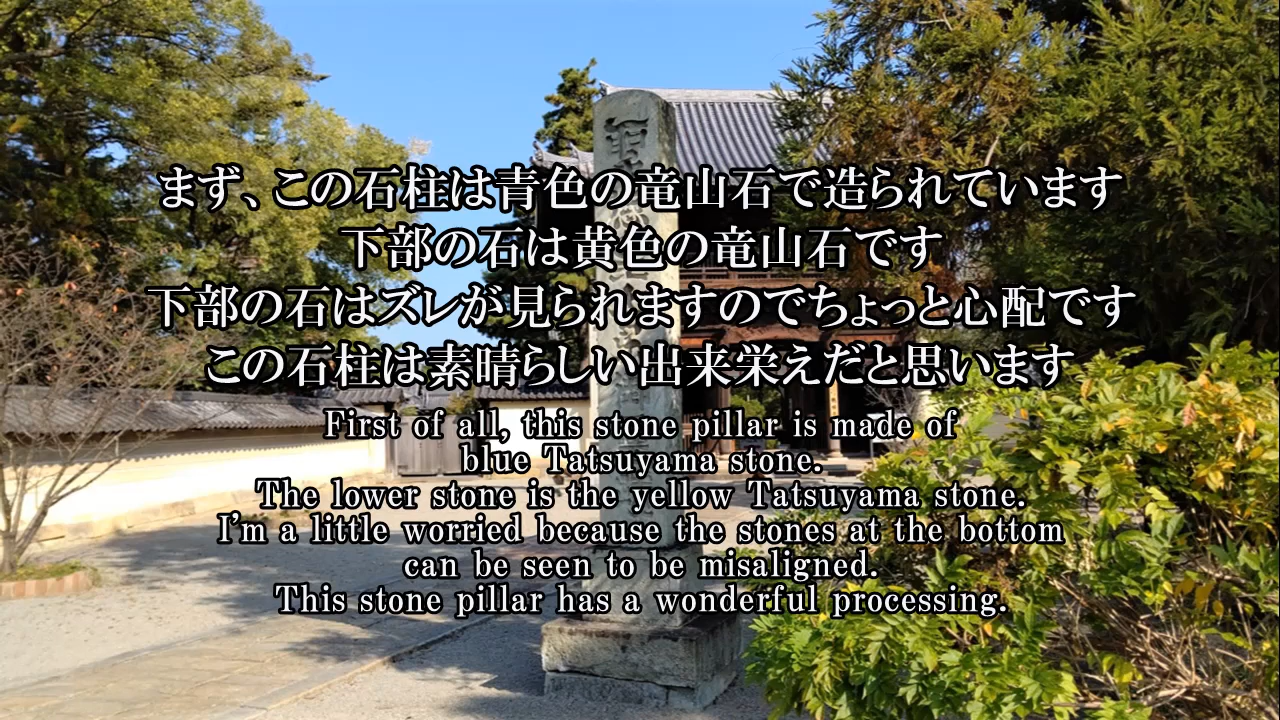 まず、この石柱は青色の竜山石で造られています
下部の石は黄色の竜山石です
下部の石はズレが見られますのでちょっと心配です
この石柱は素晴らしい出来栄えだと思います
First of all, this stone pillar is made of
blue Tatsuyama stone.
The lower stone is the yellow Tatsuyama stone.
I'm a little worried because the stones at the bottom
can be seen to be misaligned.
This stone pillar has a wonderful processing.
聖